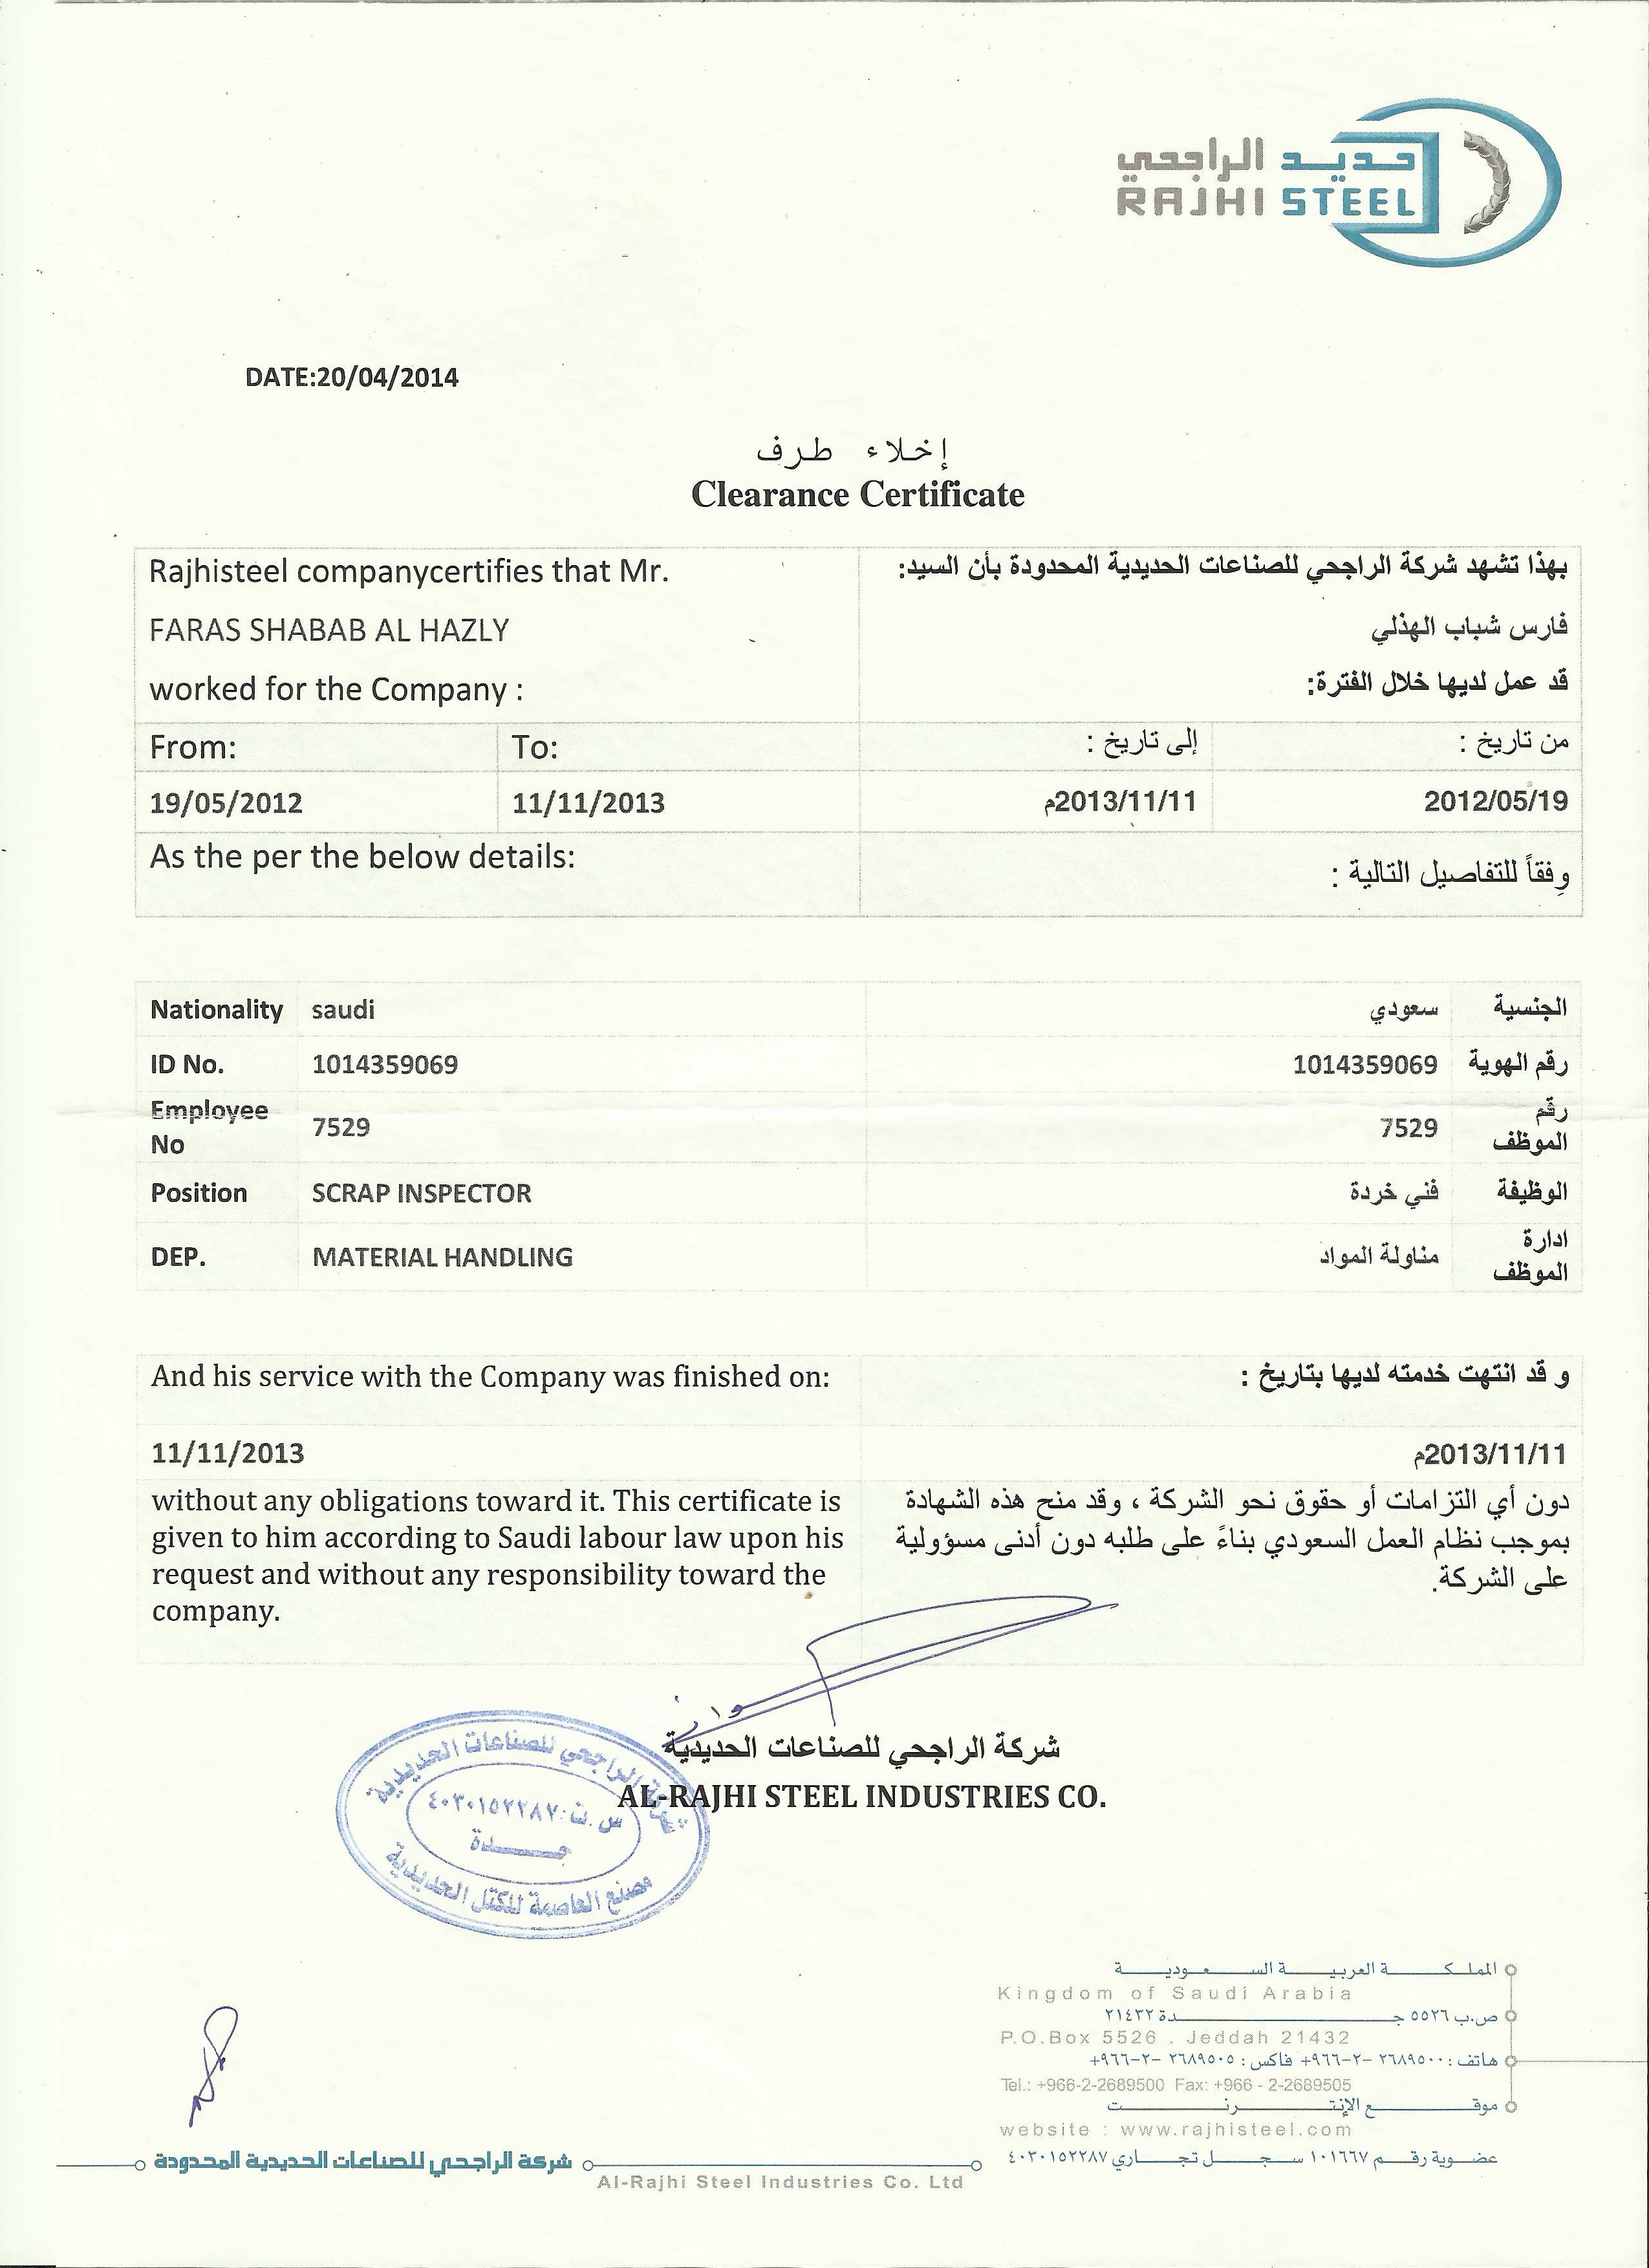 حديد الراجحي
RAJHI STEEL
DATE:20/04/2014
إخلاء طرف
Clearance Certificate
Rajhisteel companycertifies that Mr.
بهذا تشهد شركة الراجحي للصناعات الحديدية المحدودة بأن السيد:
FARAS SHABAB AL HAZLY
فارس شباب الهذلي
worked for the Company :
قد عمل لديها خلال الفترة:
From: To: إلى تاريخ : من تاريخ :
19/05/2012 11/11/2013 2013/11/11م 2012/05/19
As the per the below details:
وفقاً للتفاصيل التالية :
Nationality saudi سعودي الجنسية
ID No. 1014359069 1014359069 رقم الهوية
Employee رقم
No 7529 7529 الموظف
Position SCRAP INSPECTOR فني خردة الوظيفة
DEP. MATERIAL HANDLING مناولة المواد ادارة
الموظف
And his service with the Company was finished on:
و قد انتهت خدمته لديها بتاريخ :
11/11/2013 2013/11/11م
without any obligations toward it. This certificate is
given to him according to Saudi labour law upon his
request and without any responsibility toward the
company.
دون أي التزامات أو حقوق نحو الشركة ، وقد منح هذه الشهادة
بموجب نظام العمل السعودي بناءً على طلبه دون أدنى مسؤولية
على الشركة.
شركة الراجحي للصناعات الحديدية
AL-RAJHI STEEL INDUSTRIES CO.
شركة الراجحي للصناعات الحديدية
س.ت: ٤٠٣٠١٥٢٢٨٧
جــدة
مصنع العاصمة للكتل الحديدية
المملكة العربية السعودية
Kingdom of Saudi Arabia
ص.ب ٥٥٢٦ جدة ٢١٤٣٢
P.O.Box 5526 . Jeddah 21432
هاتف : ٢٦٨٩٥٠٠ -٢-٩٦٦+ فاكس : ٢٦٨٩٥٠٥ -٢-٩٦٦+
Tel.: +966-2-2689500 Fax: +966 - 2-2689505
موقع الإنترنت
website : www.rajhisteel.com
عضوية رقم ١٠١٦٦٧ سجل تجاري ٤٠٣٠١٥٢٢٨٧
شركة الراجحي للصناعات الحديدية المحدودة
Al-Rajhi Steel Industries Co. Ltd